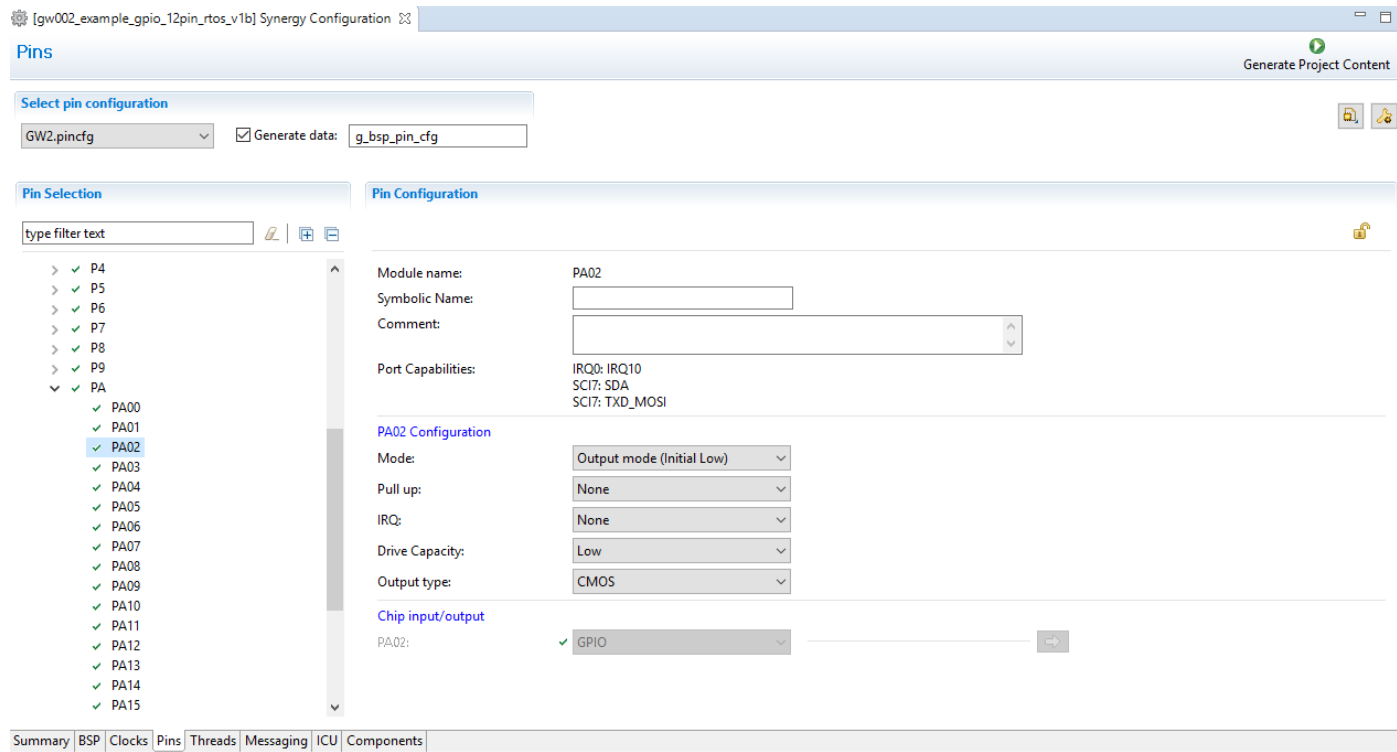 [gw002_example_gpio_12pin_rtos_v1b] Synergy Configuration
Pins
Generate Project Content
Select pin configuration
GW2.pincfg
Generate data:
g_bsp_pin_cfg
Pin Selection
type filter text
P4
P5
P6
P7
P8
P9
PA
PA00
PA01
PA02
PA03
PA04
PA05
PA06
PA07
PA08
PA09
PA10
PA11
PA12
PA13
PA14
PA15
Pin Configuration
Module name: PA02
Symbolic Name:
Comment:
Port Capabilities: IRQ0: IRQ10
SCI7: SDA
SCI7: TXD_MOSI
PA02 Configuration
Mode: Output mode (Initial Low)
Pull up: None
IRQ: None
Drive Capacity: Low
Output type: CMOS
Chip input/output
PA02: GPIO
Summary BSP Clocks Pins Threads Messaging ICU Components